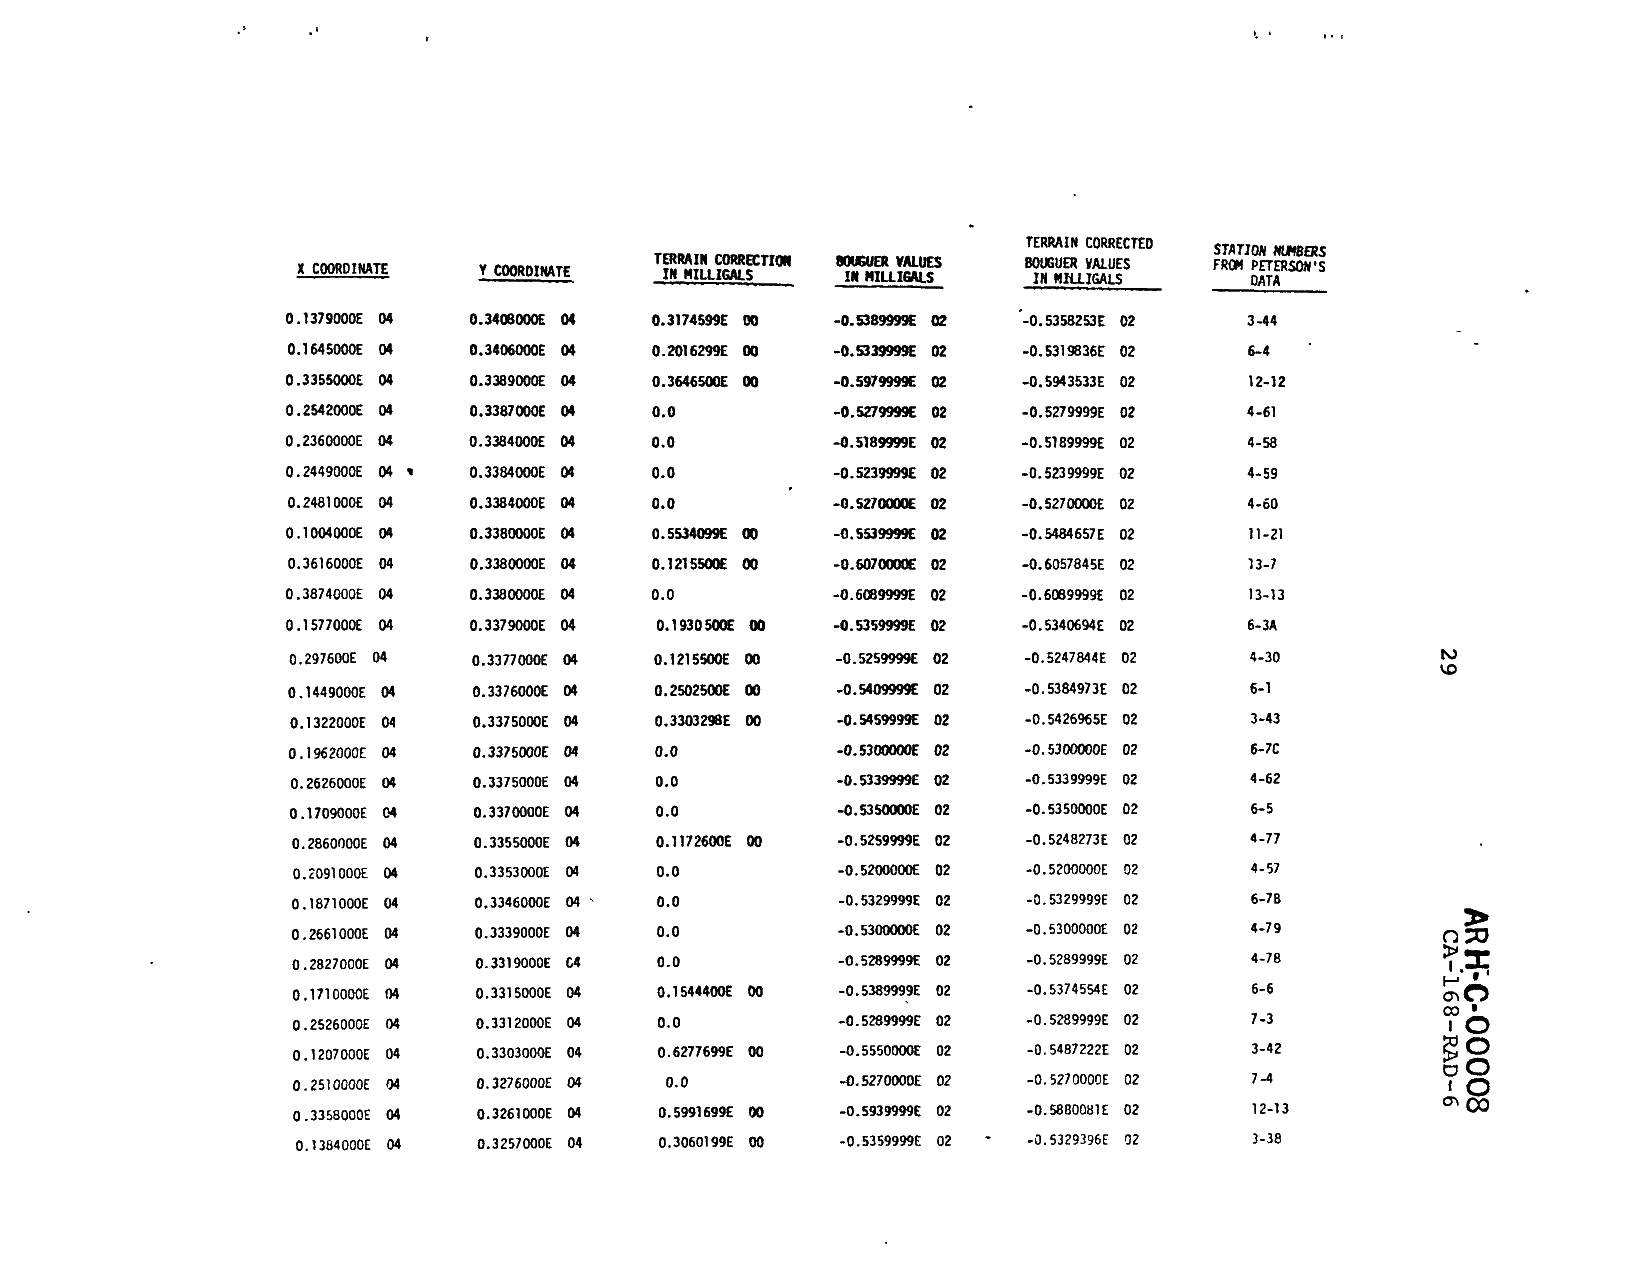 X COORDINATE Y COORDINATE TERRAIN CORRECTION IN MILLIGALS BOUGUER VALUES IN MILLIGALS TERRAIN CORRECTED BOUGUER VALUES IN MILLIGALS STATION NUMBERS FROM PETERSON'S DATA
0.1379000E 04 0.3408000E 04 0.3174599E 00 -0.5389999E 02 -0.5358253E 02 3-44
0.1645000E 04 0.3406000E 04 0.2016299E 00 -0.5339999E 02 -0.5319836E 02 6-4
0.3355000E 04 0.3389000E 04 0.3646500E 00 -0.5979999E 02 -0.5943533E 02 12-12
0.2542000E 04 0.3387000E 04 0.0 -0.5279999E 02 -0.5279999E 02 4-61
0.2360000E 04 0.3384000E 04 0.0 -0.5189999E 02 -0.5189999E 02 4-58
0.2449000E 04 0.3384000E 04 0.0 -0.5239999E 02 -0.5239999E 02 4-59
0.2481000E 04 0.3384000E 04 0.0 -0.5270000E 02 -0.5270000E 02 4-60
0.1004000E 04 0.3380000E 04 0.5534099E 00 -0.5539999E 02 -0.5484657E 02 11-21
0.3616000E 04 0.3380000E 04 0.1215500E 00 -0.6070000E 02 -0.6057845E 02 13-7
0.3874000E 04 0.3380000E 04 0.0 -0.6089999E 02 -0.6089999E 02 13-13
0.1577000E 04 0.3379000E 04 0.1930500E 00 -0.5359999E 02 -0.5340694E 02 6-3A
0.297600E 04 0.3377000E 04 0.1215500E 00 -0.5259999E 02 -0.5247844E 02 4-30
0.1449000E 04 0.3376000E 04 0.2502500E 00 -0.5409999E 02 -0.5384973E 02 6-1
0.1322000E 04 0.3375000E 04 0.3303298E 00 -0.5459999E 02 -0.5426965E 02 3-43
0.1962000E 04 0.3375000E 04 0.0 -0.5300000E 02 -0.5300000E 02 6-7C
0.2626000E 04 0.3375000E 04 0.0 -0.5339999E 02 -0.5339999E 02 4-62
0.1709000E 04 0.3370000E 04 0.0 -0.5350000E 02 -0.5350000E 02 6-5
0.2860000E 04 0.3355000E 04 0.1172600E 00 -0.5259999E 02 -0.5248273E 02 4-77
0.2091000E 04 0.3353000E 04 0.0 -0.5200000E 02 -0.5200000E 02 4-57
0.1871000E 04 0.3346000E 04 0.0 -0.5329999E 02 -0.5329999E 02 6-7B
0.2661000E 04 0.3339000E 04 0.0 -0.5300000E 02 -0.5300000E 02 4-79
0.2827000E 04 0.3319000E 04 0.0 -0.5289999E 02 -0.5289999E 02 4-78
0.1710000E 04 0.3315000E 04 0.1544400E 00 -0.5389999E 02 -0.5374554E 02 6-6
0.2526000E 04 0.3312000E 04 0.0 -0.5289999E 02 -0.5289999E 02 7-3
0.1207000E 04 0.3303000E 04 0.6277699E 00 -0.5550000E 02 -0.5487222E 02 3-42
0.2510000E 04 0.3276000E 04 0.0 -0.5270000E 02 -0.5270000E 02 7-4
0.3358000E 04 0.3261000E 04 0.5991699E 00 -0.5939999E 02 -0.5880081E 02 12-13
0.1384000E 04 0.3257000E 04 0.3060199E 00 -0.5359999E 02 -0.5329396E 02 3-38
29
ARH-C-00008
CA-168-RAD-6